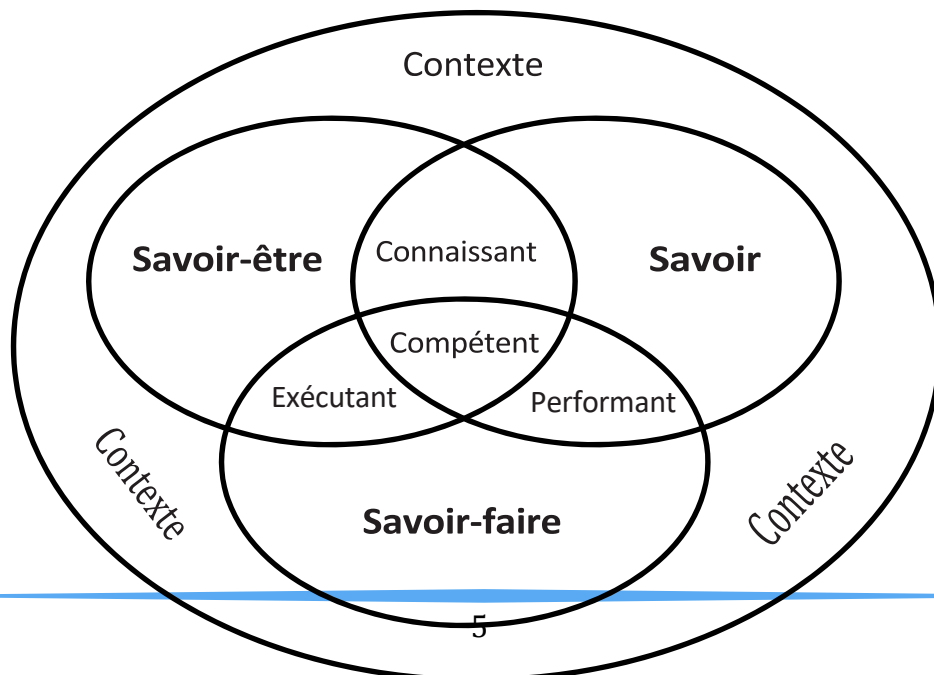 Contexte
Savoir-être
Connaissant
Savoir
Compétent
Exécutant
Performant
Contexte
Contexte
Savoir-faire
5